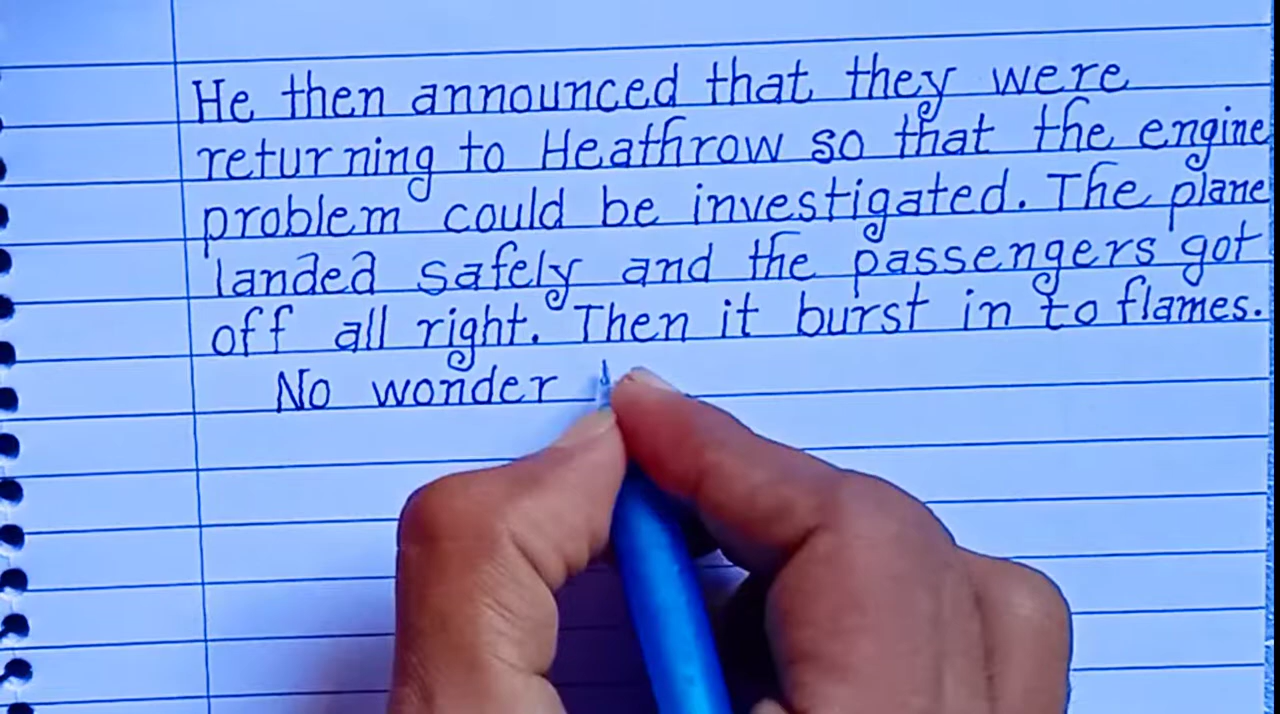 He then announced that they were
returning to Heathrow so that the engine
problem could be investigated. The plane
landed safely and the passengers got
off all right. Then it burst in to flames.
No wonder